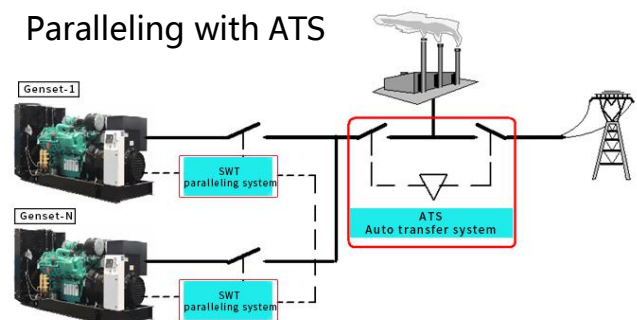 Paralleling with ATS
Genset-1
SWT
paralleling system
ATS
Auto transfer system
Genset-N
SWT
paralleling system